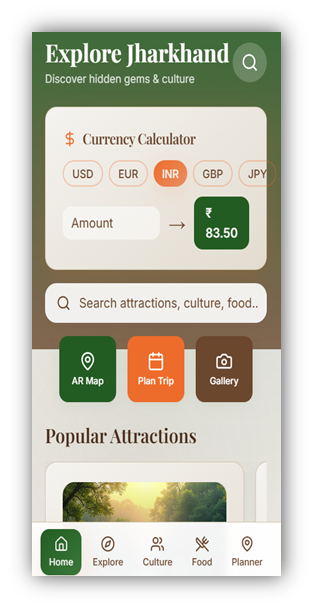 Explore Jharkhand
Discover hidden gems & culture
$ Currency Calculator
USD EUR INR GBP JPY
Amount → ₹
83.50
Search attractions, culture, food..
AR Map Plan Trip Gallery
Popular Attractions
Home Explore Culture Food Planner